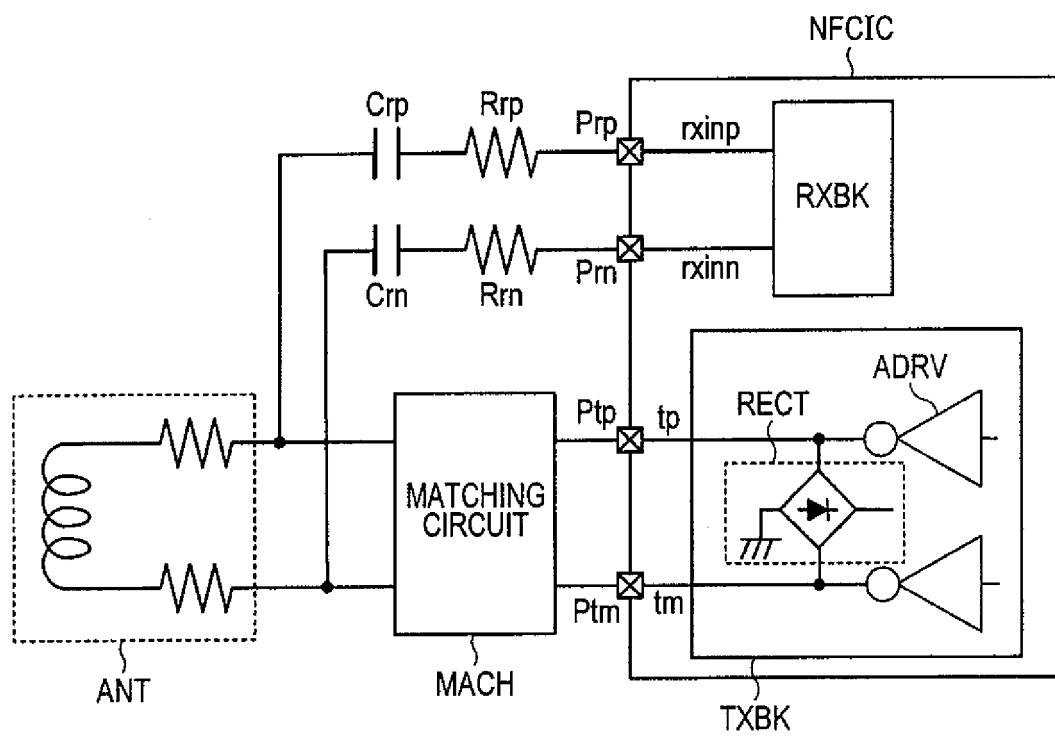 NFCIC
Crp
Rrp
Prp
rxinp
RXBK
Crn
Rrn
Prn
rxinn
ADRV
RECT
Ptp
tp
MATCHING
CIRCUIT
Ptm
tm
ANT
MACH
TXBK